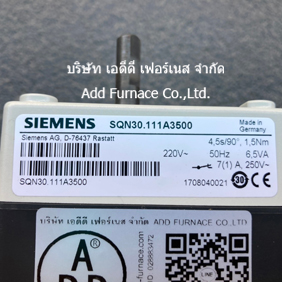 บริษัท เอดีดี เฟอร์เนส จำกัด
Add Furnace Co.,Ltd.
SIEMENS SQN30.111A3500 Made in Germany
Siemens AG, D-76437 Rastatt
4,5s/90°, 1,5Nm
220V~ 50Hz 6,5VA
7(1) A, 250V~
SQN30.111A3500
1708040021 30
บริษัท เอดีดี เฟอร์เนส จำกัด ADD FURNACE CO.,LTD.
A
®
LINE